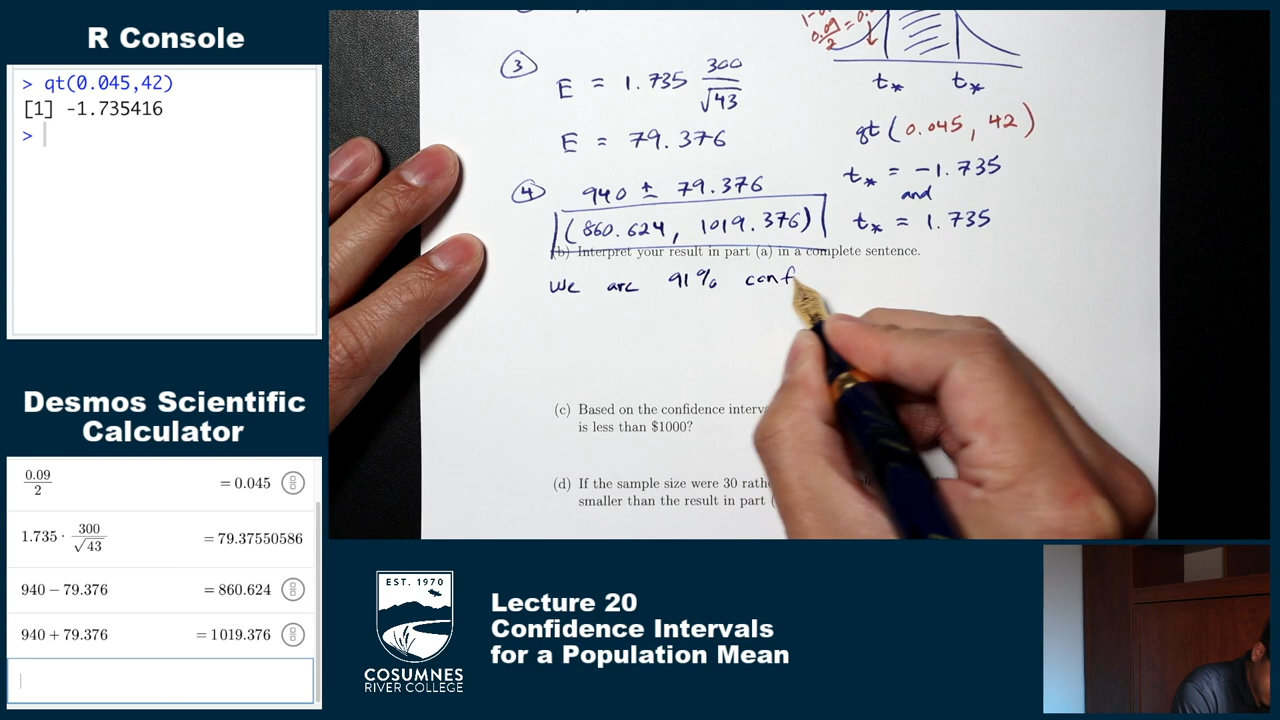 R Console
> qt(0.045,42)
[1] -1.735416
>
Desmos Scientific
Calculator
0.09/2 = 0.045
1.735 · 300/√43 = 79.37550586
940 − 79.376 = 860.624
940 + 79.376 = 1019.376
③
E = 1.735 300/√43
E = 79.376
④ 940 ± 79.376
(860.624, 1019.376)
0.09/2
t* t*
qt(0.045, 42)
t* = -1.735
and
t* = 1.735
(b) Interpret your result in part (a) in a complete sentence.
We are 91% conf
(c) Based on the confidence
is less than $1000?
(d) If the sample size were 30
smaller than the result in part
EST. 1970
COSUMNES
RIVER COLLEGE
Lecture 20
Confidence Intervals
for a Population Mean